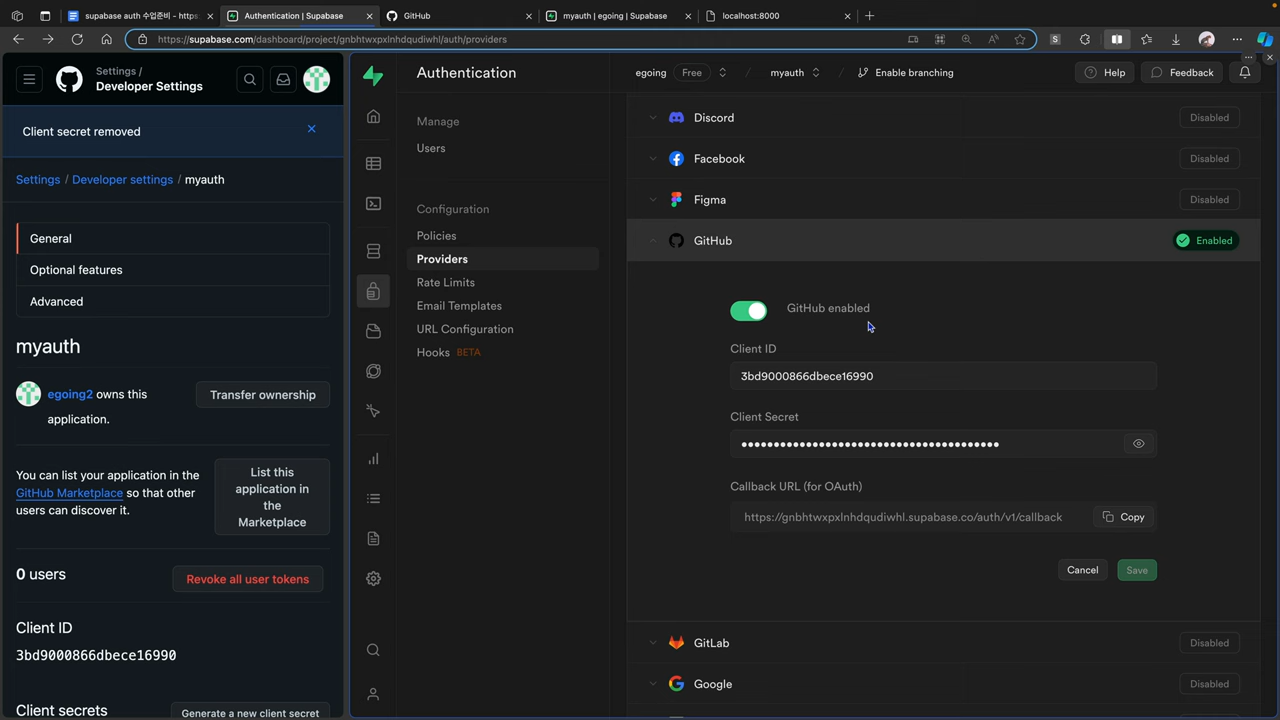 supabase auth 수업준비 - https:
Authentication | Supabase
GitHub
myauth | egoing | Supabase
localhost:8000
https://supabase.com/dashboard/project/gnbhtwxpxlnhdqudiwhl/auth/providers
Settings /
Developer Settings
Client secret removed
Settings / Developer settings / myauth
General
Optional features
Advanced
myauth
egoing2 owns this
application.
Transfer ownership
You can list your application in the
GitHub Marketplace so that other
users can discover it.
List this
application in
the
Marketplace
0 users
Revoke all user tokens
Client ID
3bd9000866dbece16990
Client secrets
Generate a new client secret
Authentication
egoing
Free
myauth
Enable branching
Help
Feedback
Manage
Users
Configuration
Policies
Providers
Rate Limits
Email Templates
URL Configuration
Hooks BETA
Discord
Disabled
Facebook
Disabled
Figma
Disabled
GitHub
Enabled
GitHub enabled
Client ID
3bd9000866dbece16990
Client Secret
••••••••••••••••••••••••••••••••••••••••
Callback URL (for OAuth)
https://gnbhtwxpxlnhdqudiwhl.supabase.co/auth/v1/callback
Copy
Cancel
Save
GitLab
Disabled
Google
Disabled